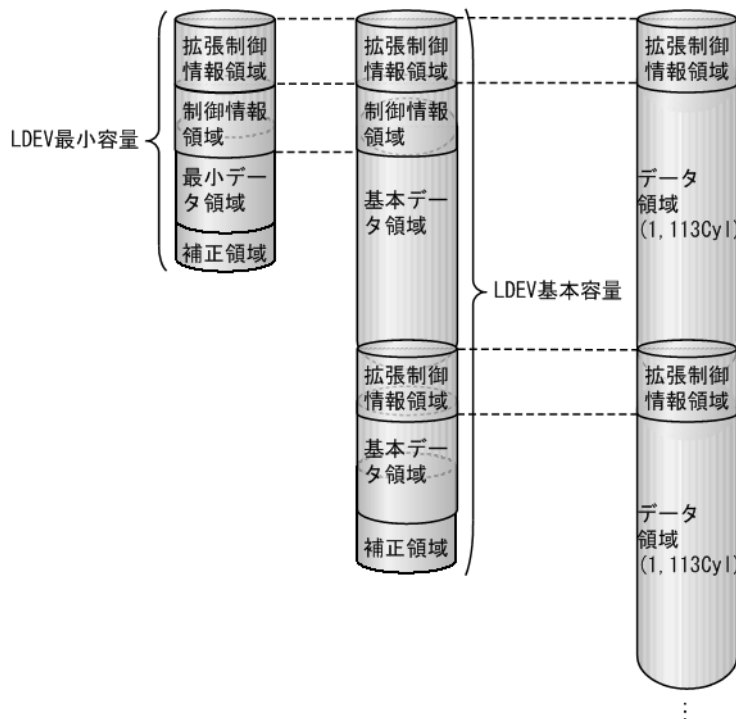 拡張制御
情報領域
制御情報
領域
最小デー
タ領域
補正領域
LDEV最小容量
拡張制御
情報領域
制御情報
領域
基本デー
タ領域
拡張制御
情報領域
基本デー
タ領域
補正領域
LDEV基本容量
拡張制御
情報領域
データ
領域
(1,113Cyl)
拡張制御
情報領域
データ
領域
(1,113Cyl)
⋮